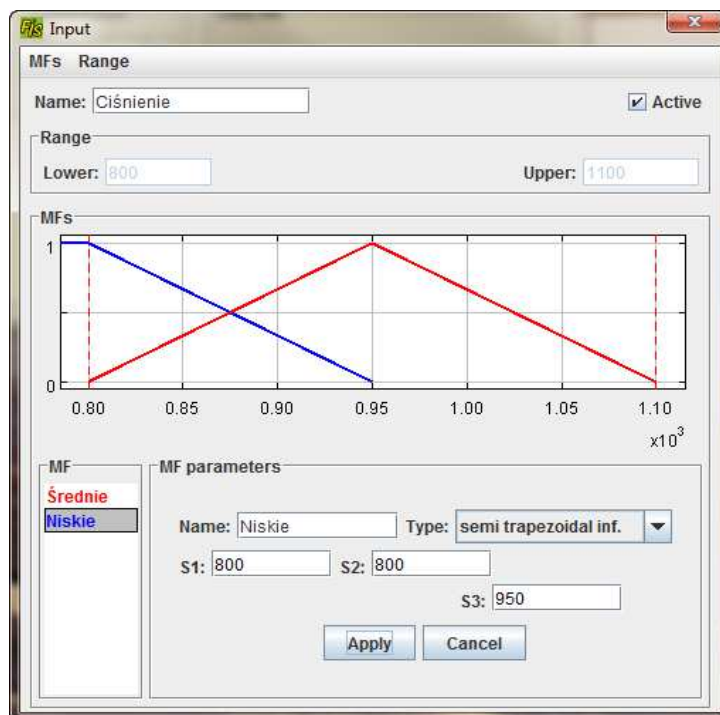 Fis Input
MFs Range
Name: Ciśnienie Active
Range
Lower: 800 Upper: 1100
MFs
1
0
0.80 0.85 0.90 0.95 1.00 1.05 1.10
x10³
MF MF parameters
Średnie
Niskie
Name: Niskie Type: semi trapezoidal inf.
S1: 800 S2: 800
S3: 950
Apply Cancel